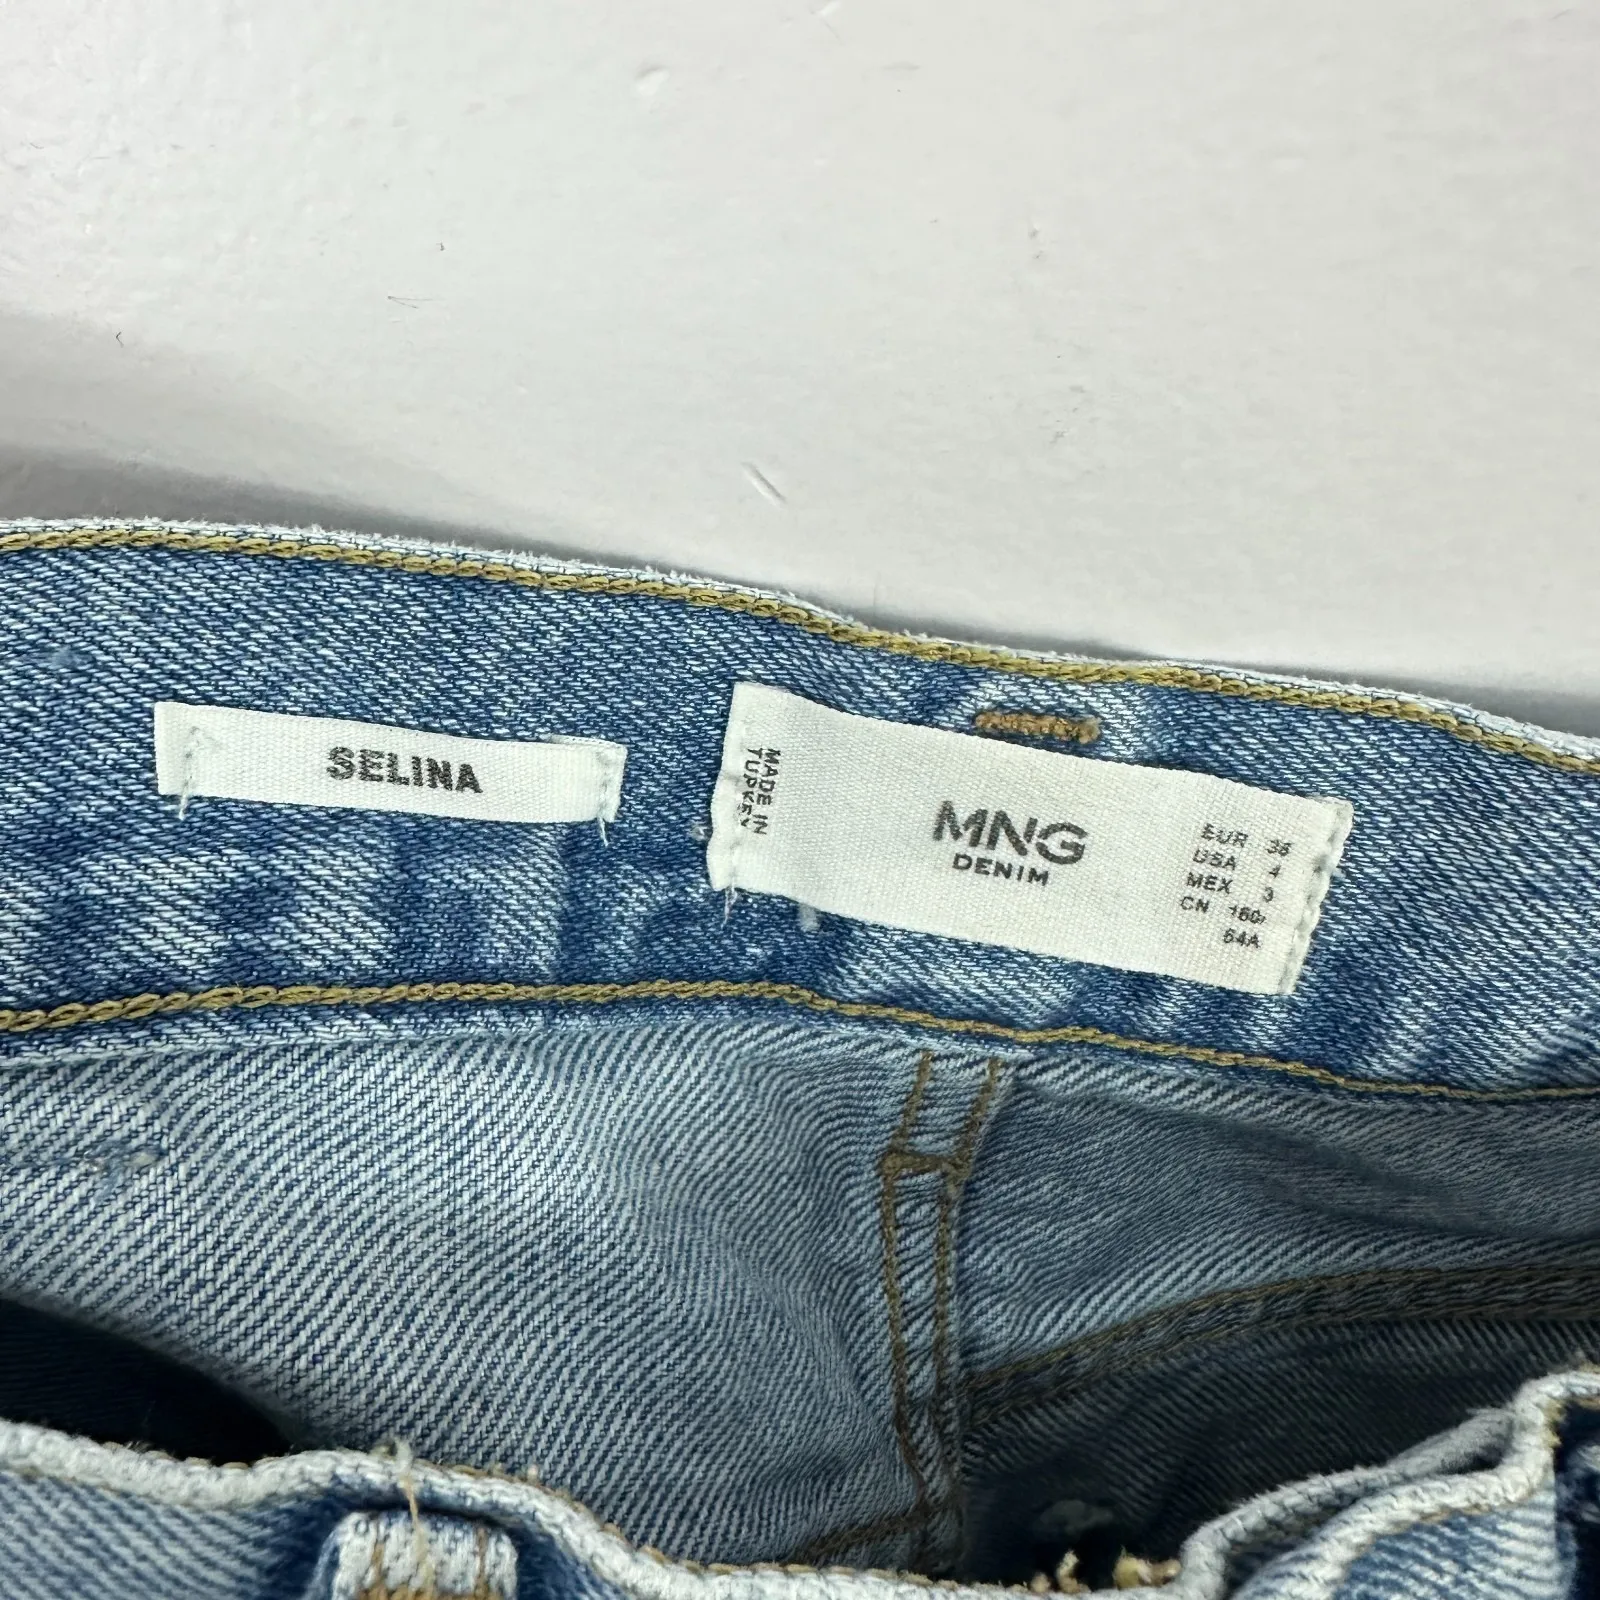 SELINA
MADE IN
TURKEY
MNG
DENIM
EUR 36
USA 4
MEX 3
CN 160/
64A